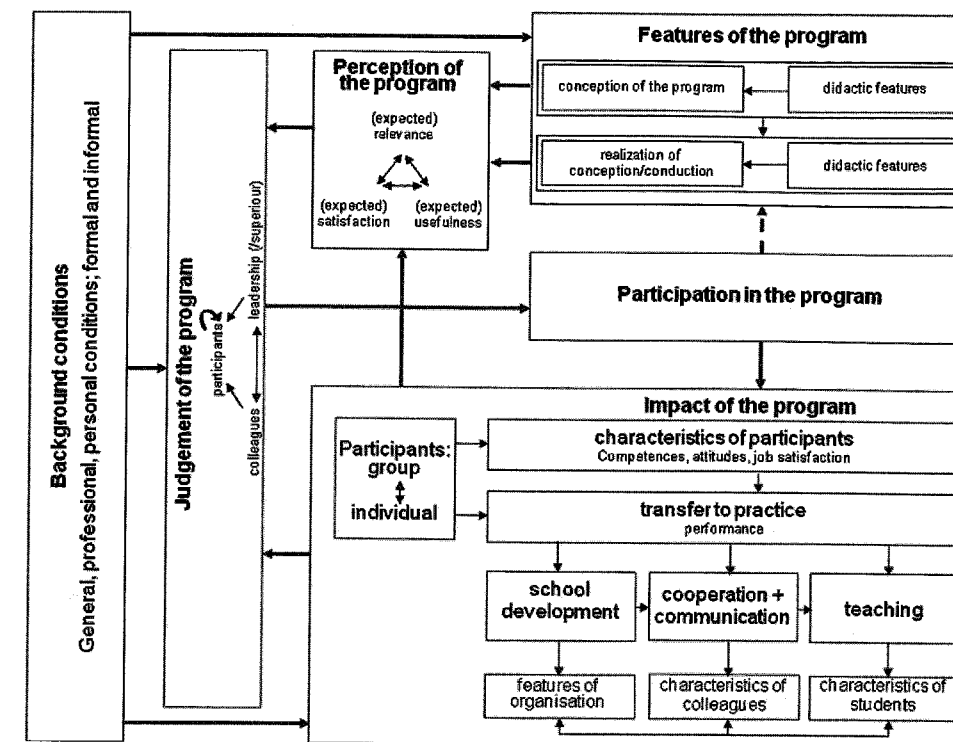 Background conditions
General, professional, personal conditions; formal and informal
Judgement of the program
participants
leadership (/superiour)
colleagues
Perception of
the program
(expected)
relevance
(expected)
satisfaction
(expected)
usefulness
Features of the program
conception of the program
didactic features
realization of
conception/conduction
didactic features
Participation in the program
Impact of the program
Participants:
group
individual
characteristics of participants
Competences, attitudes, job satisfaction
transfer to practice
performance
school
development
cooperation +
communication
teaching
features of
organisation
characteristics of
colleagues
characteristics of
students